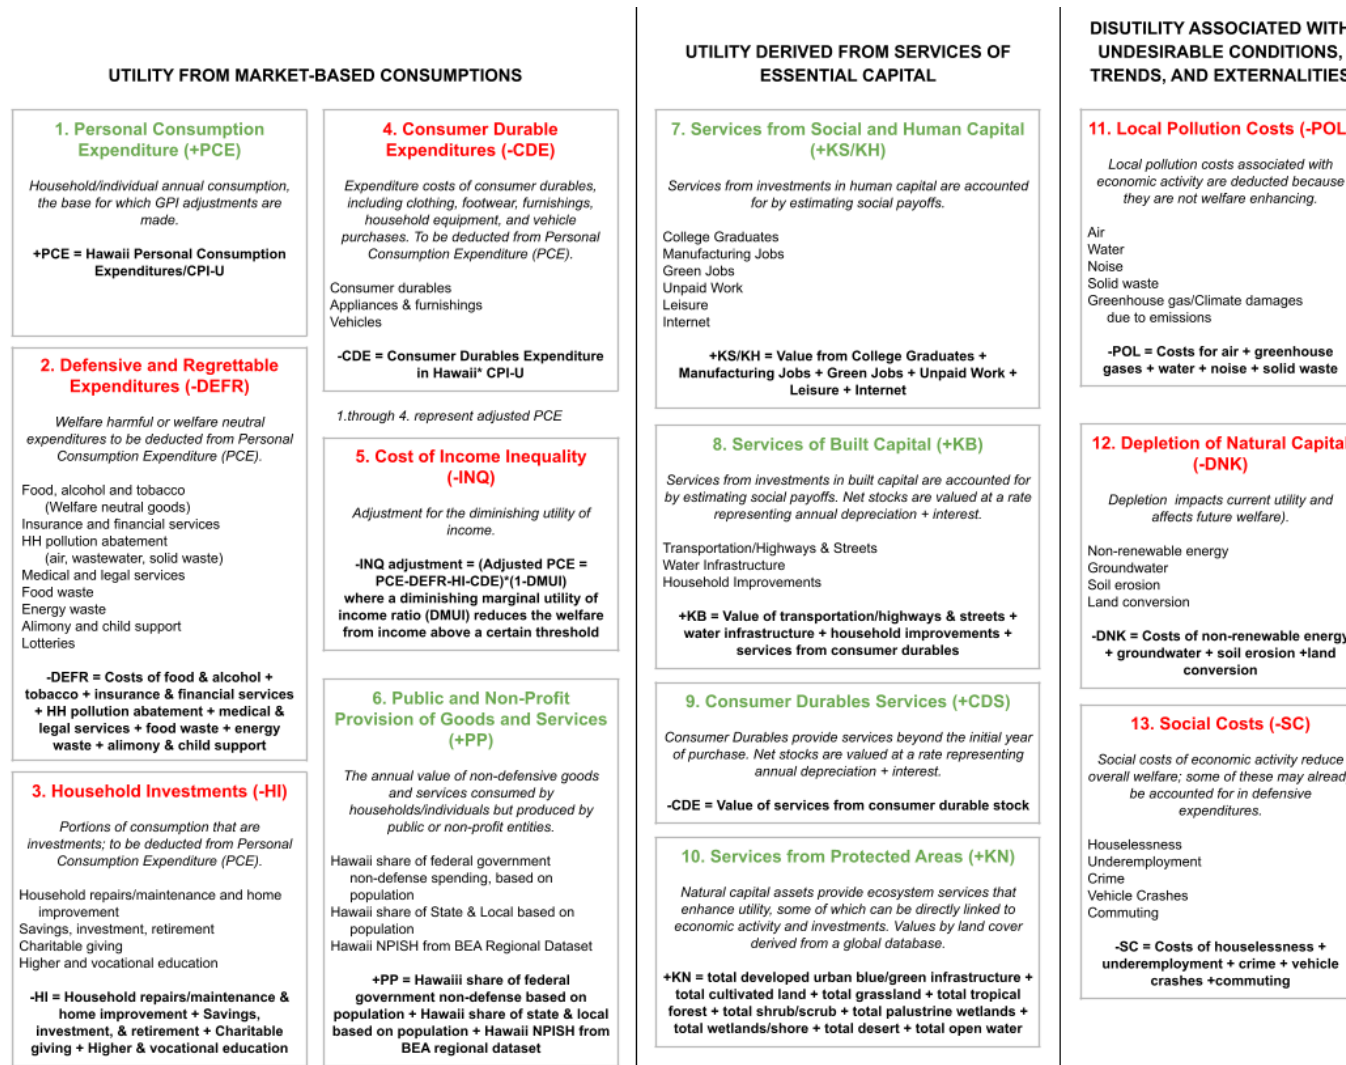 UTILITY FROM MARKET-BASED CONSUMPTIONS
1. Personal Consumption
Expenditure (+PCE)
Household/individual annual consumption,
the base for which GPI adjustments are
made.
+PCE = Hawaii Personal Consumption
Expenditures/CPI-U
2. Defensive and Regrettable
Expenditures (-DEFR)
Welfare harmful or welfare neutral
expenditures to be deducted from Personal
Consumption Expenditure (PCE).
Food, alcohol and tobacco
(Welfare neutral goods)
Insurance and financial services
HH pollution abatement
(air, wastewater, solid waste)
Medical and legal services
Food waste
Energy waste
Alimony and child support
Lotteries
-DEFR = Costs of food & alcohol +
tobacco + insurance & financial services
+ HH pollution abatement + medical &
legal services + food waste + energy
waste + alimony & child support
3. Household Investments (-HI)
Portions of consumption that are
investments; to be deducted from Personal
Consumption Expenditure (PCE).
Household repairs/maintenance and home
improvement
Savings, investment, retirement
Charitable giving
Higher and vocational education
-HI = Household repairs/maintenance &
home improvement + Savings,
investment, & retirement + Charitable
giving + Higher & vocational education
4. Consumer Durable
Expenditures (-CDE)
Expenditure costs of consumer durables,
including clothing, footwear, furnishings,
household equipment, and vehicle
purchases. To be deducted from Personal
Consumption Expenditure (PCE).
Consumer durables
Appliances & furnishings
Vehicles
-CDE = Consumer Durables Expenditure
in Hawaii* CPI-U
1.through 4. represent adjusted PCE
5. Cost of Income Inequality
(-INQ)
Adjustment for the diminishing utility of
income.
-INQ adjustment = (Adjusted PCE =
PCE-DEFR-HI-CDE)*(1-DMUI)
where a diminishing marginal utility of
income ratio (DMUI) reduces the welfare
from income above a certain threshold
6. Public and Non-Profit
Provision of Goods and Services
(+PP)
The annual value of non-defensive goods
and services consumed by
households/individuals but produced by
public or non-profit entities.
Hawaii share of federal government
non-defense spending, based on
population
Hawaii share of State & Local based on
population
Hawaii NPISH from BEA Regional Dataset
+PP = Hawaiii share of federal
government non-defense based on
population + Hawaii share of state & local
based on population + Hawaii NPISH from
BEA regional dataset
UTILITY DERIVED FROM SERVICES OF
ESSENTIAL CAPITAL
7. Services from Social and Human Capital
(+KS/KH)
Services from investments in human capital are accounted
for by estimating social payoffs.
College Graduates
Manufacturing Jobs
Green Jobs
Unpaid Work
Leisure
Internet
+KS/KH = Value from College Graduates +
Manufacturing Jobs + Green Jobs + Unpaid Work +
Leisure + Internet
8. Services of Built Capital (+KB)
Services from investments in built capital are accounted for
by estimating social payoffs. Net stocks are valued at a rate
representing annual depreciation + interest.
Transportation/Highways & Streets
Water Infrastructure
Household Improvements
+KB = Value of transportation/highways & streets +
water infrastructure + household improvements +
services from consumer durables
9. Consumer Durables Services (+CDS)
Consumer Durables provide services beyond the initial year
of purchase. Net stocks are valued at a rate representing
annual depreciation + interest.
-CDE = Value of services from consumer durable stock
10. Services from Protected Areas (+KN)
Natural capital assets provide ecosystem services that
enhance utility, some of which can be directly linked to
economic activity and investments. Values by land cover
derived from a global database.
+KN = total developed urban blue/green infrastructure +
total cultivated land + total grassland + total tropical
forest + total shrub/scrub + total palustrine wetlands +
total wetlands/shore + total desert + total open water
DISUTILITY ASSOCIATED WITH
UNDESIRABLE CONDITIONS,
TRENDS, AND EXTERNALITIES
11. Local Pollution Costs (-POL
Local pollution costs associated with
economic activity are deducted because
they are not welfare enhancing.
Air
Water
Noise
Solid waste
Greenhouse gas/Climate damages
due to emissions
-POL = Costs for air + greenhouse
gases + water + noise + solid waste
12. Depletion of Natural Capital
(-DNK)
Depletion impacts current utility and
affects future welfare).
Non-renewable energy
Groundwater
Soil erosion
Land conversion
-DNK = Costs of non-renewable energy
+ groundwater + soil erosion +land
conversion
13. Social Costs (-SC)
Social costs of economic activity reduce
overall welfare; some of these may alread
be accounted for in defensive
expenditures.
Houselessness
Underemployment
Crime
Vehicle Crashes
Commuting
-SC = Costs of houselessness +
underemployment + crime + vehicle
crashes +commuting